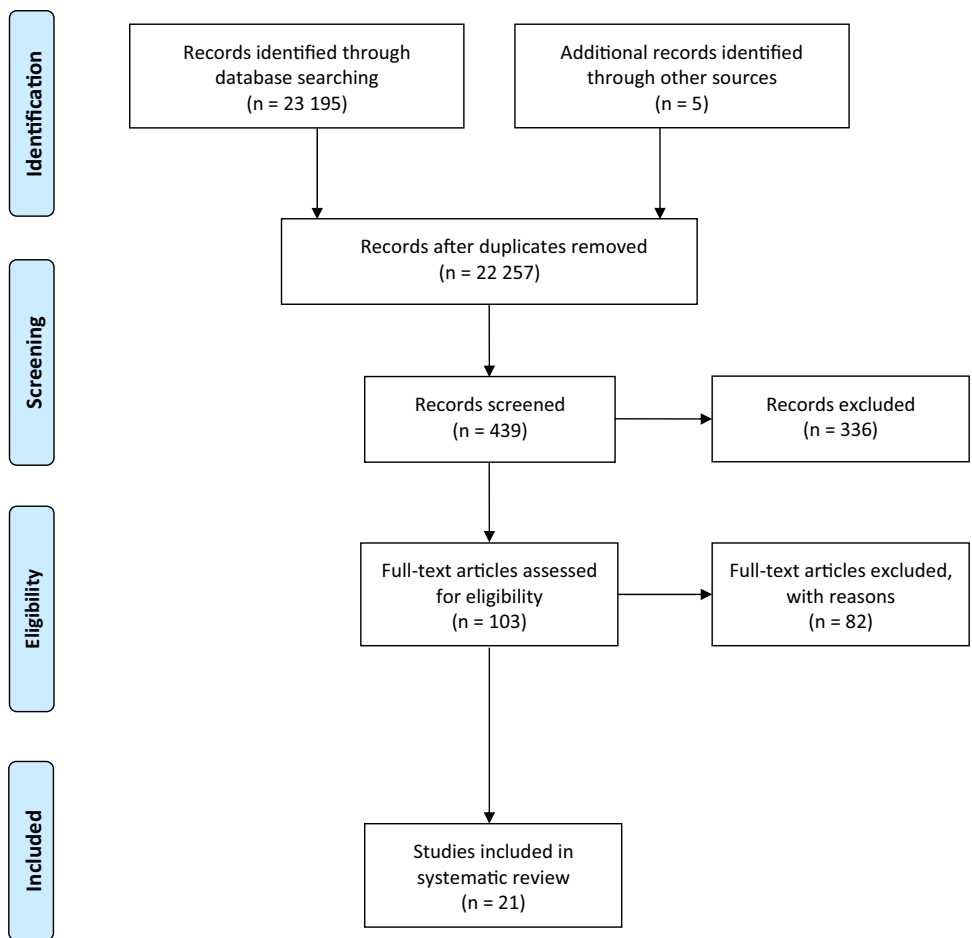 Identification
Records identified through
database searching
(n = 23 195)
Additional records identified
through other sources
(n = 5)
Records after duplicates removed
(n = 22 257)
Screening
Records screened
(n = 439)
Records excluded
(n = 336)
Eligibility
Full-text articles assessed
for eligibility
(n = 103)
Full-text articles excluded,
with reasons
(n = 82)
Included
Studies included in
systematic review
(n = 21)